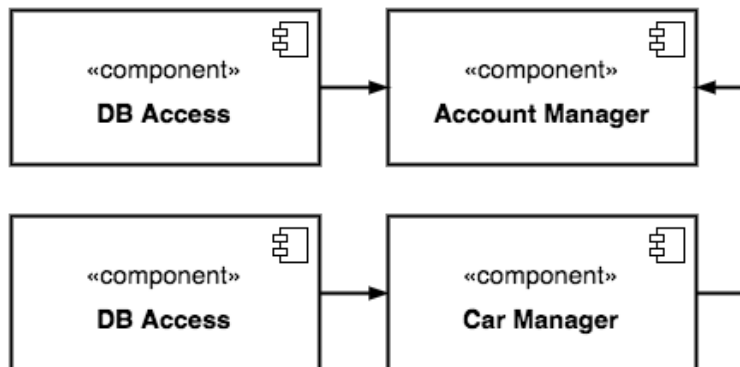 «component»
DB Access
«component»
Account Manager
«component»
DB Access
«component»
Car Manager